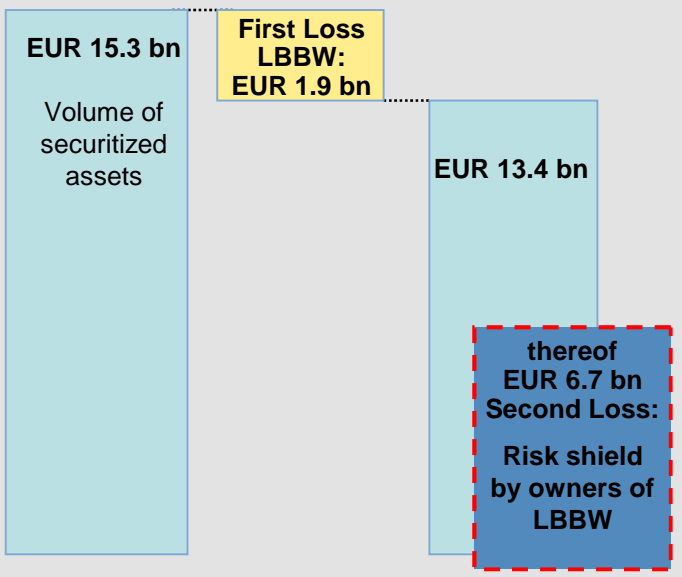 EUR 15.3 bn
Volume of
securitized
assets
First Loss
LBBW:
EUR 1.9 bn
EUR 13.4 bn
thereof
EUR 6.7 bn
Second Loss:
Risk shield
by owners of
LBBW